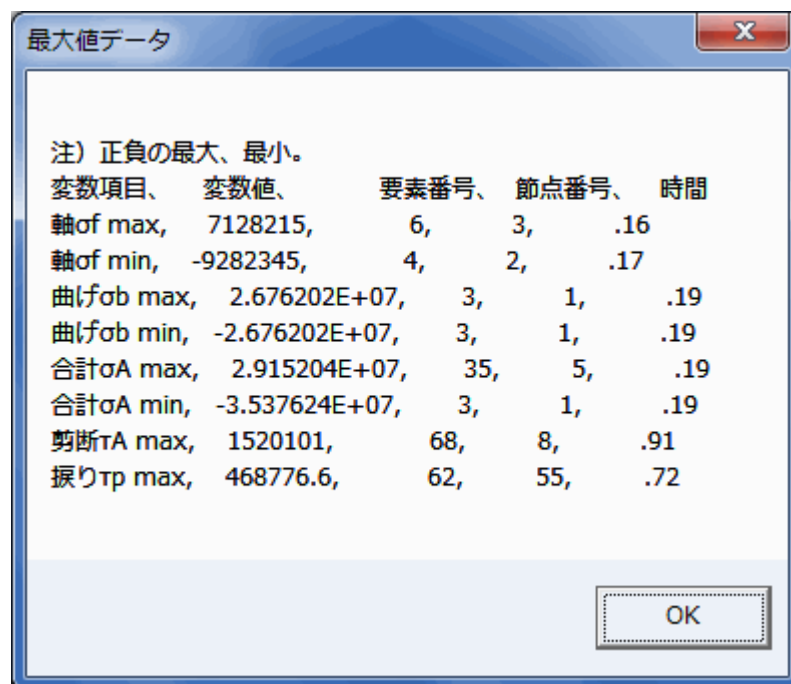 最大値データ
注）正負の最大、最小。
変数項目、 変数値、 要素番号、 節点番号、 時間
軸σf max, 7128215, 6, 3, .16
軸σf min, -9282345, 4, 2, .17
曲げσb max, 2.676202E+07, 3, 1, .19
曲げσb min, -2.676202E+07, 3, 1, .19
合計σA max, 2.915204E+07, 35, 5, .19
合計σA min, -3.537624E+07, 3, 1, .19
剪断τA max, 1520101, 68, 8, .91
捩りτp max, 468776.6, 62, 55, .72
OK